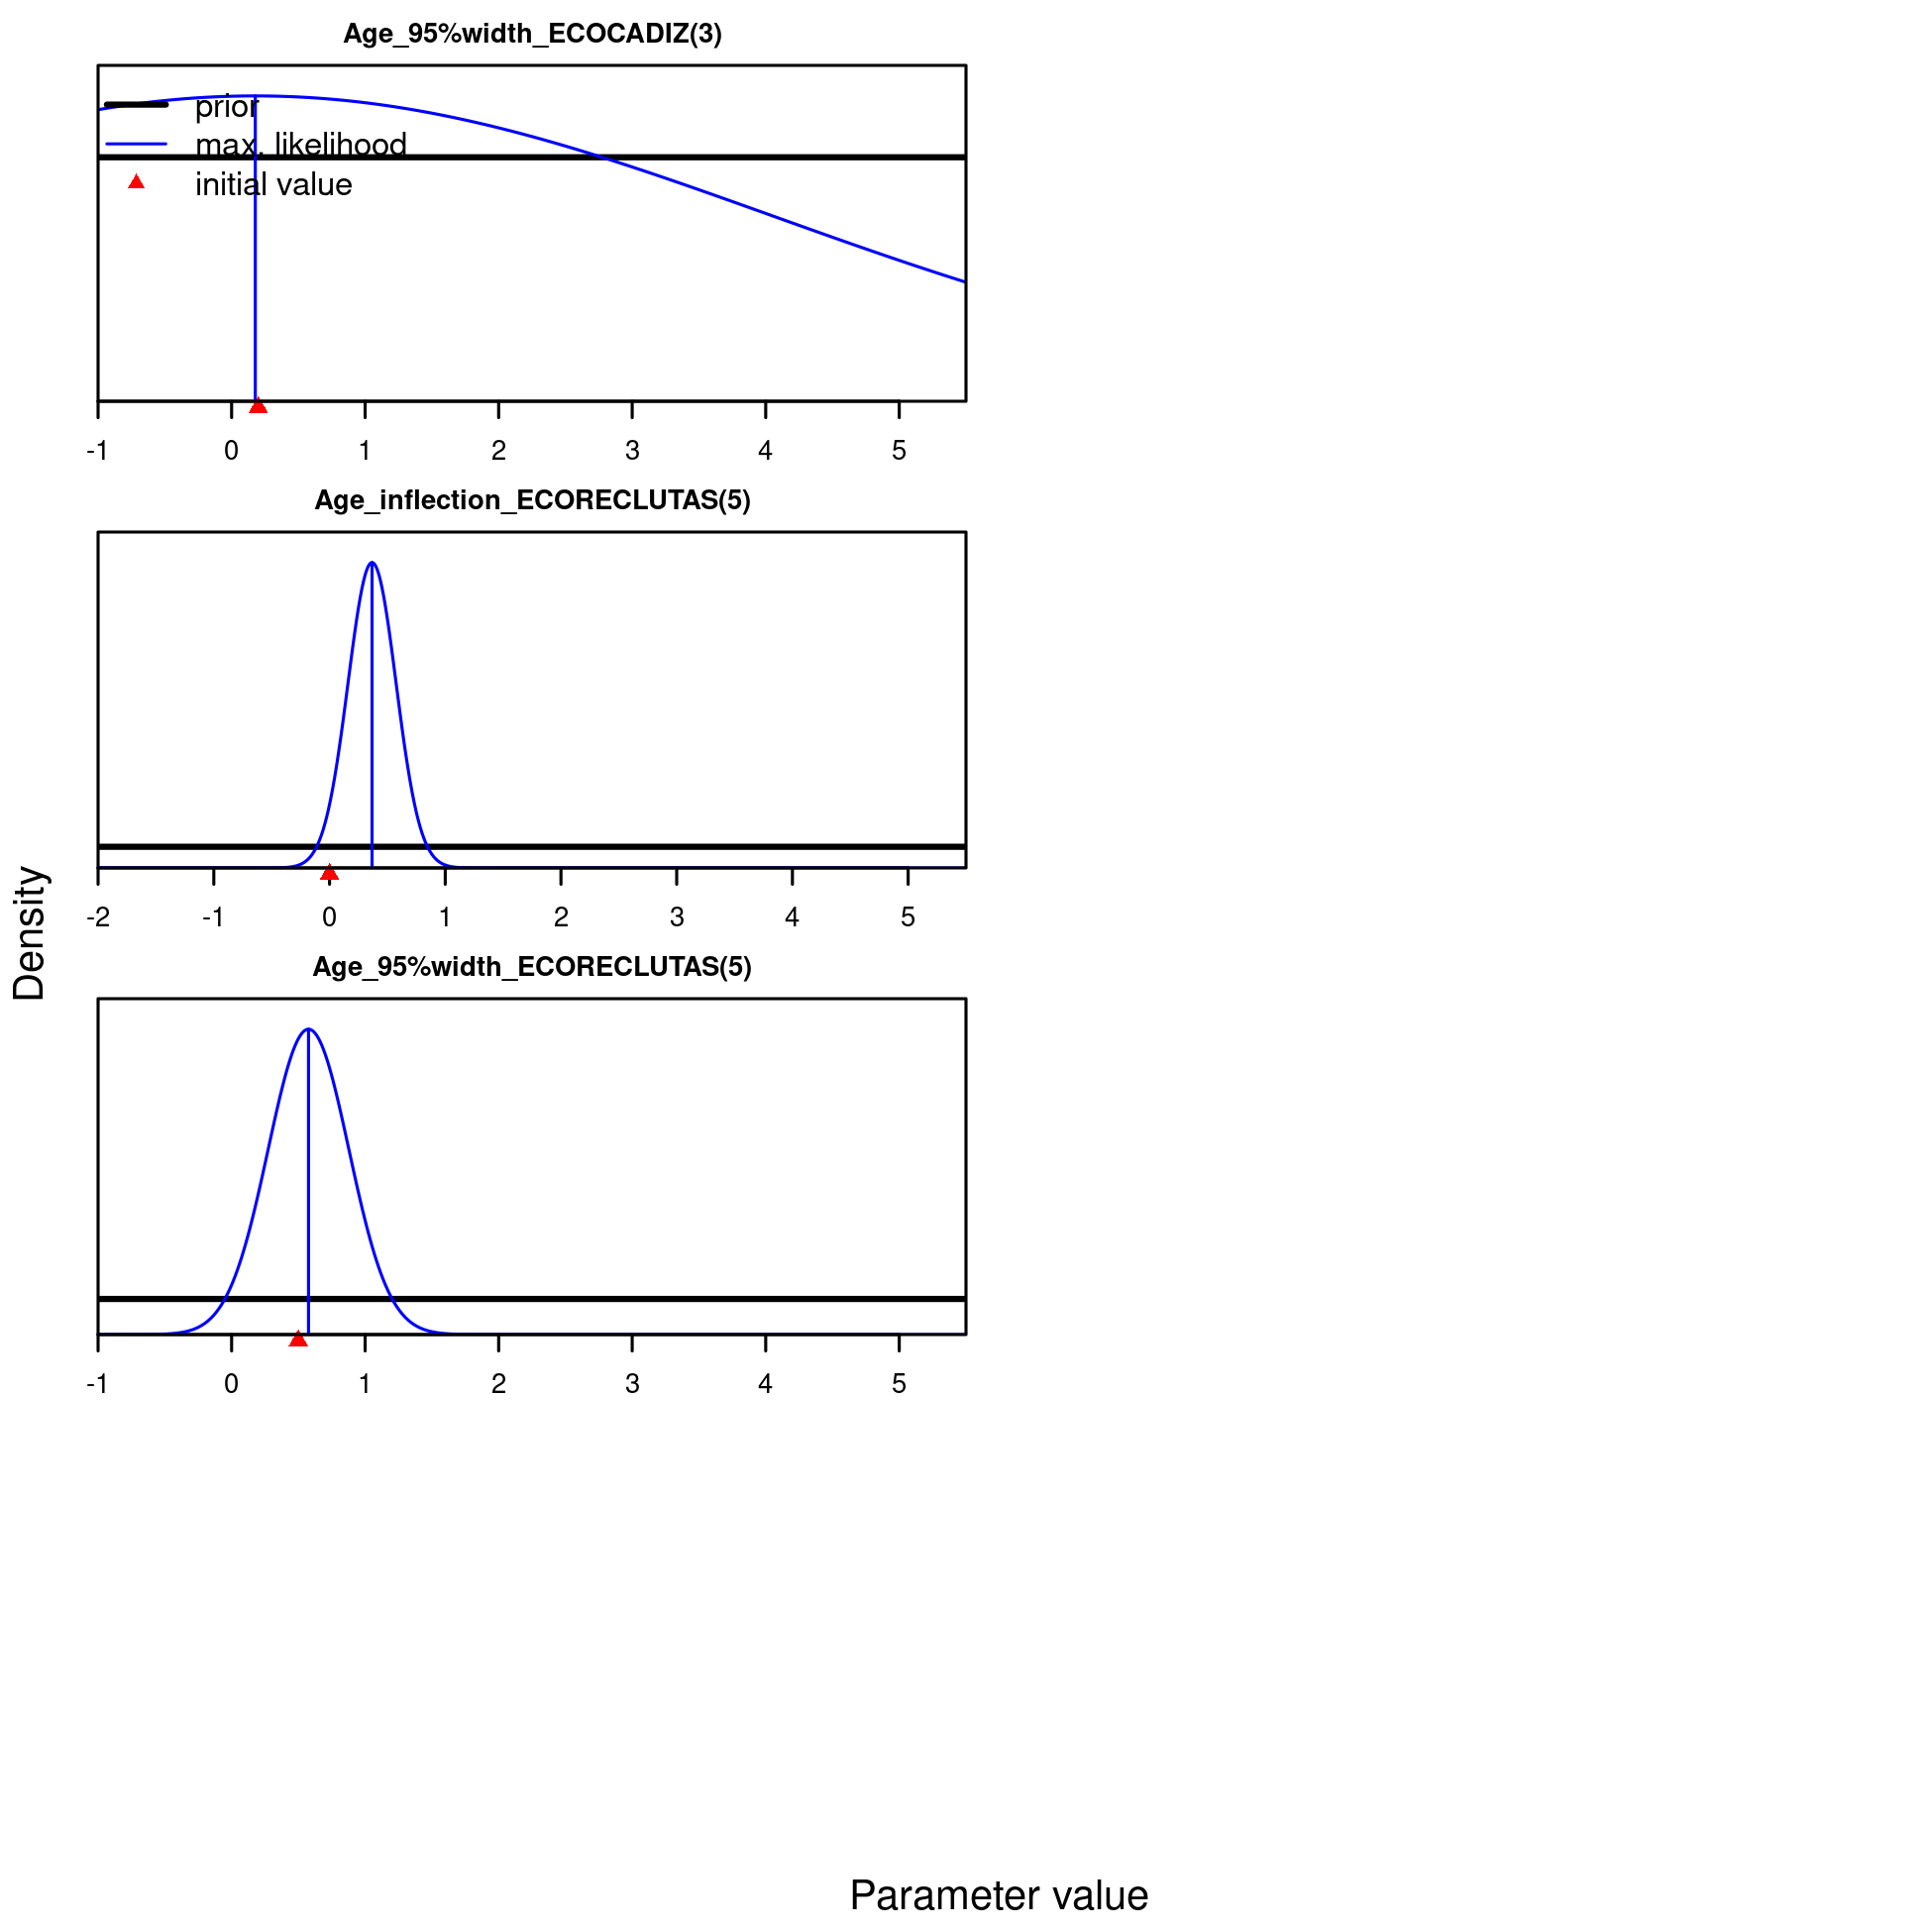 Age_95%width_ECOCADIZ(3)
prior
max. likelihood
initial value
-1 0 1 2 3 4 5
Age_inflection_ECORECLUTAS(5)
-2 -1 0 1 2 3 4 5
Age_95%width_ECORECLUTAS(5)
-1 0 1 2 3 4 5
Density
Parameter value